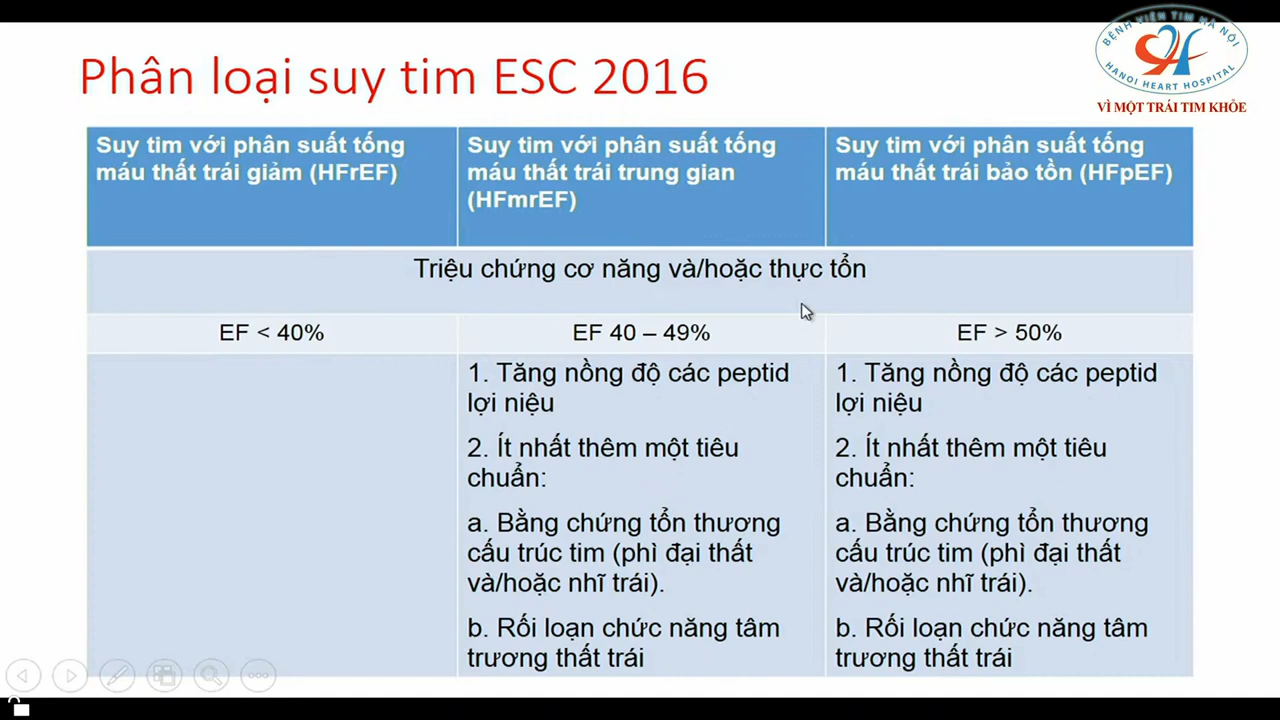 BỆNH VIỆN TIM HÀ NỘI
HANOI HEART HOSPITAL
VÌ MỘT TRÁI TIM KHỎE
Phân loại suy tim ESC 2016
Suy tim với phân suất tống
máu thất trái giảm (HFrEF)
Suy tim với phân suất tống
máu thất trái trung gian
(HFmrEF)
Suy tim với phân suất tống
máu thất trái bảo tồn (HFpEF)
Triệu chứng cơ năng và/hoặc thực tổn
EF < 40%
EF 40 – 49%
EF > 50%
1. Tăng nồng độ các peptid
lợi niệu
2. Ít nhất thêm một tiêu
chuẩn:
a. Bằng chứng tổn thương
cấu trúc tim (phì đại thất
và/hoặc nhĩ trái).
b. Rối loạn chức năng tâm
trương thất trái
1. Tăng nồng độ các peptid
lợi niệu
2. Ít nhất thêm một tiêu
chuẩn:
a. Bằng chứng tổn thương
cấu trúc tim (phì đại thất
và/hoặc nhĩ trái).
b. Rối loạn chức năng tâm
trương thất trái